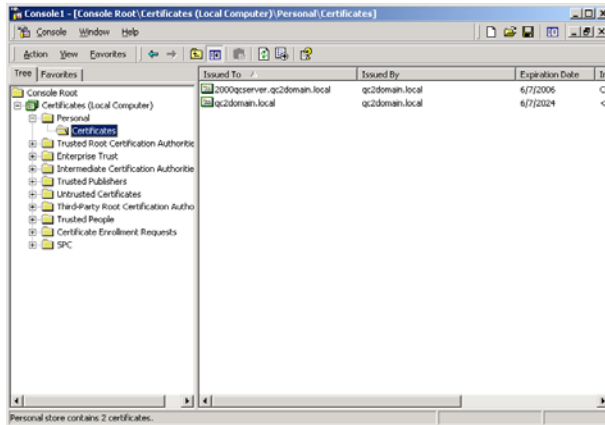 Console1 - [Console Root\Certificates (Local Computer)\Personal\Certificates]
Console Window Help
Action View Favorites
Tree Favorites
Issued To Issued By Expiration Date
Console Root
Certificates (Local Computer)
Personal
Certificates
Trusted Root Certification Authoritie
Enterprise Trust
Intermediate Certification Authoritie
Trusted Publishers
Untrusted Certificates
Third-Party Root Certification Autho
Trusted People
Certificate Enrollment Requests
SPC
2000qcserver.qc2domain.local qc2domain.local 6/7/2006
qc2domain.local qc2domain.local 6/7/2024
Personal store contains 2 certificates.